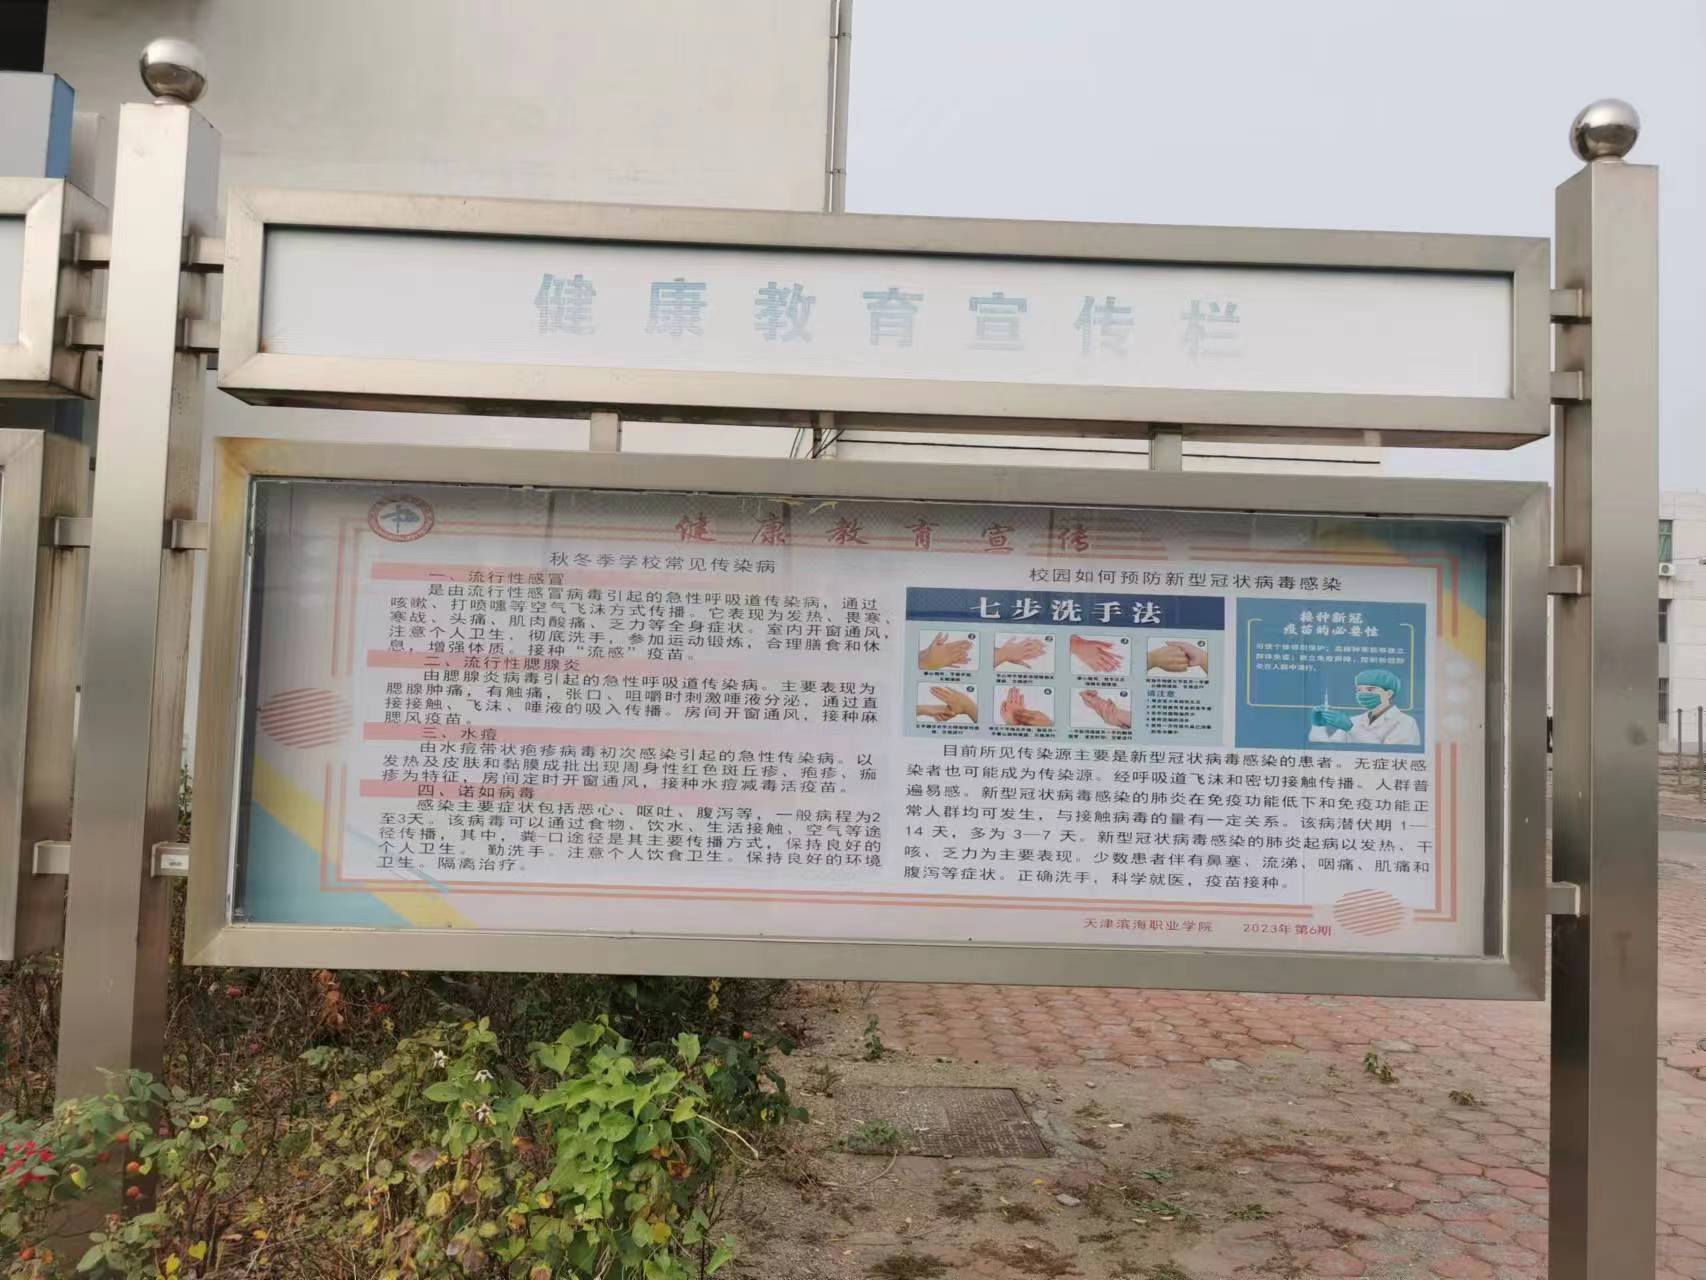 健康教育宣传栏
健康教育宣传
秋冬季学校常见传染病
一、流行性感冒
是由流行性感冒病毒引起的急性呼吸道传染病，通过
咳嗽、打喷嚏等空气飞沫方式传播。它表现为发热、畏寒、
寒战、头痛、肌肉酸痛、乏力等全身症状。室内开窗通风，
注意个人卫生，彻底洗手，参加运动锻炼，合理膳食和休
息，增强体质。接种“流感”疫苗。
二、流行性腮腺炎
由腮腺炎病毒引起的急性呼吸道传染病。主要表现为
腮腺肿痛，有触痛，张口、咀嚼时刺激唾液分泌，通过直
接接触、飞沫、唾液的吸入传播。房间开窗通风，接种麻
腮风疫苗。
三、水痘
由水痘带状疱疹病毒初次感染引起的急性传染病。以
发热及皮肤和黏膜成批出现周身性红色斑丘疹、疱疹、痂
疹为特征，房间定时开窗通风，接种水痘减毒活疫苗。
四、诺如病毒
感染主要症状包括恶心、呕吐、腹泻等，一般病程为2
至3天。该病毒可以通过食物、饮水、生活接触、空气等途
径传播，其中，粪-口途径是其主要传播方式，保持良好的
个人卫生。 勤洗手。注意个人饮食卫生。保持良好的环境
卫生。隔离治疗。
校园如何预防新型冠状病毒感染
七步洗手法
请注意
接种新冠
疫苗的必要性
目前所见传染源主要是新型冠状病毒感染的患者。无症状感
染者也可能成为传染源。经呼吸道飞沫和密切接触传播。人群普
遍易感。新型冠状病毒感染的肺炎在免疫功能低下和免疫功能正
常人群均可发生，与接触病毒的量有一定关系。该病潜伏期 1—
14 天，多为 3—7 天。新型冠状病毒感染的肺炎起病以发热、干
咳、乏力为主要表现。少数患者伴有鼻塞、流涕、咽痛、肌痛和
腹泻等症状。正确洗手，科学就医，疫苗接种。
天津滨海职业学院 2023年第6期